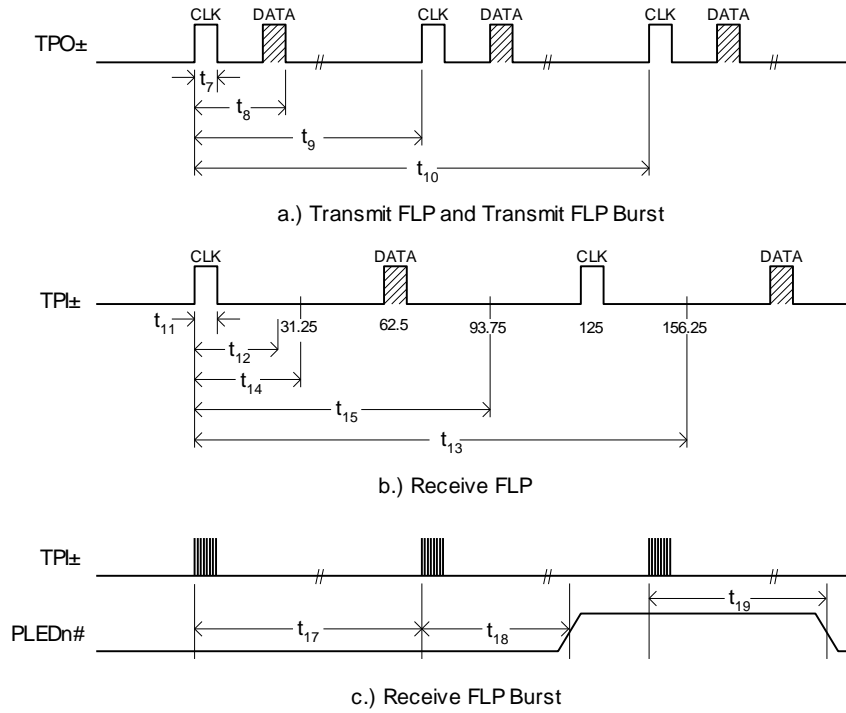 CLK DATA CLK DATA CLK DATA
TPO±
t7
t8
t9
t10
a.) Transmit FLP and Transmit FLP Burst
CLK DATA CLK DATA
TPI±
t11 31.25 62.5 93.75 125 156.25
t12
t14
t15
t13
b.) Receive FLP
TPI±
t19
t17 t18
PLEDn#
c.) Receive FLP Burst